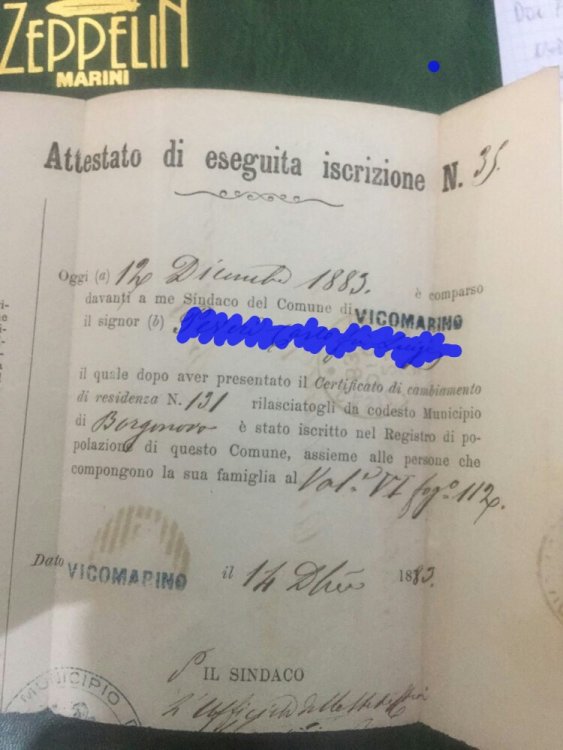 ZEPPELIN
MARINI
Attestato di eseguita iscrizione N. 35.
Oggi (a) 12 Dicembre 1883. è comparso
davanti a me Sindaco del Comune di VICOMARINO
il signor (b)
il quale dopo aver presentato il Certificato di cambiamento
di residenza N. 131 rilasciatogli da codesto Municipio
di Borgonovo è stato iscritto nel Registro di po-
polazione di questo Comune, assieme alle persone che
compongono la sua famiglia al Vol.e VI fog.o 112.
Dato VICOMARINO il 14 Dbre 1883.
P IL SINDACO
L'Uffiziale
MUNICIPIO